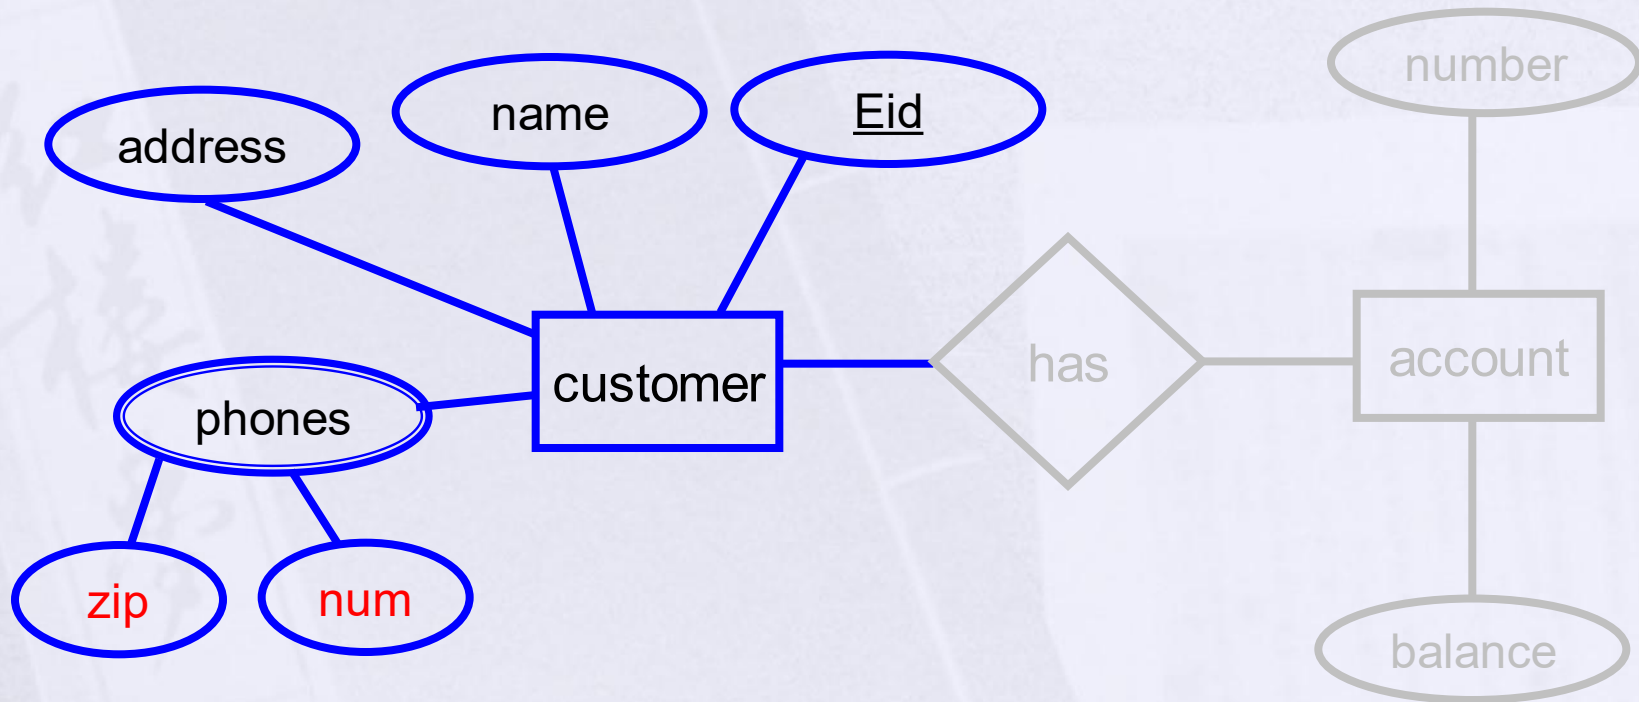 number
name
Eid
address
has
account
customer
phones
zip
num
balance